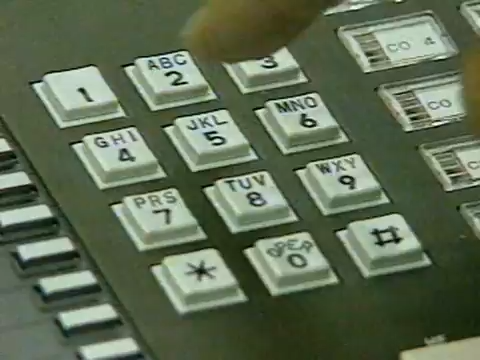 1
ABC
2
3
CO 4
GHI
4
JKL
5
MNO
6
CO
PRS
7
TUV
8
WXY
9
*
OPER
0
#